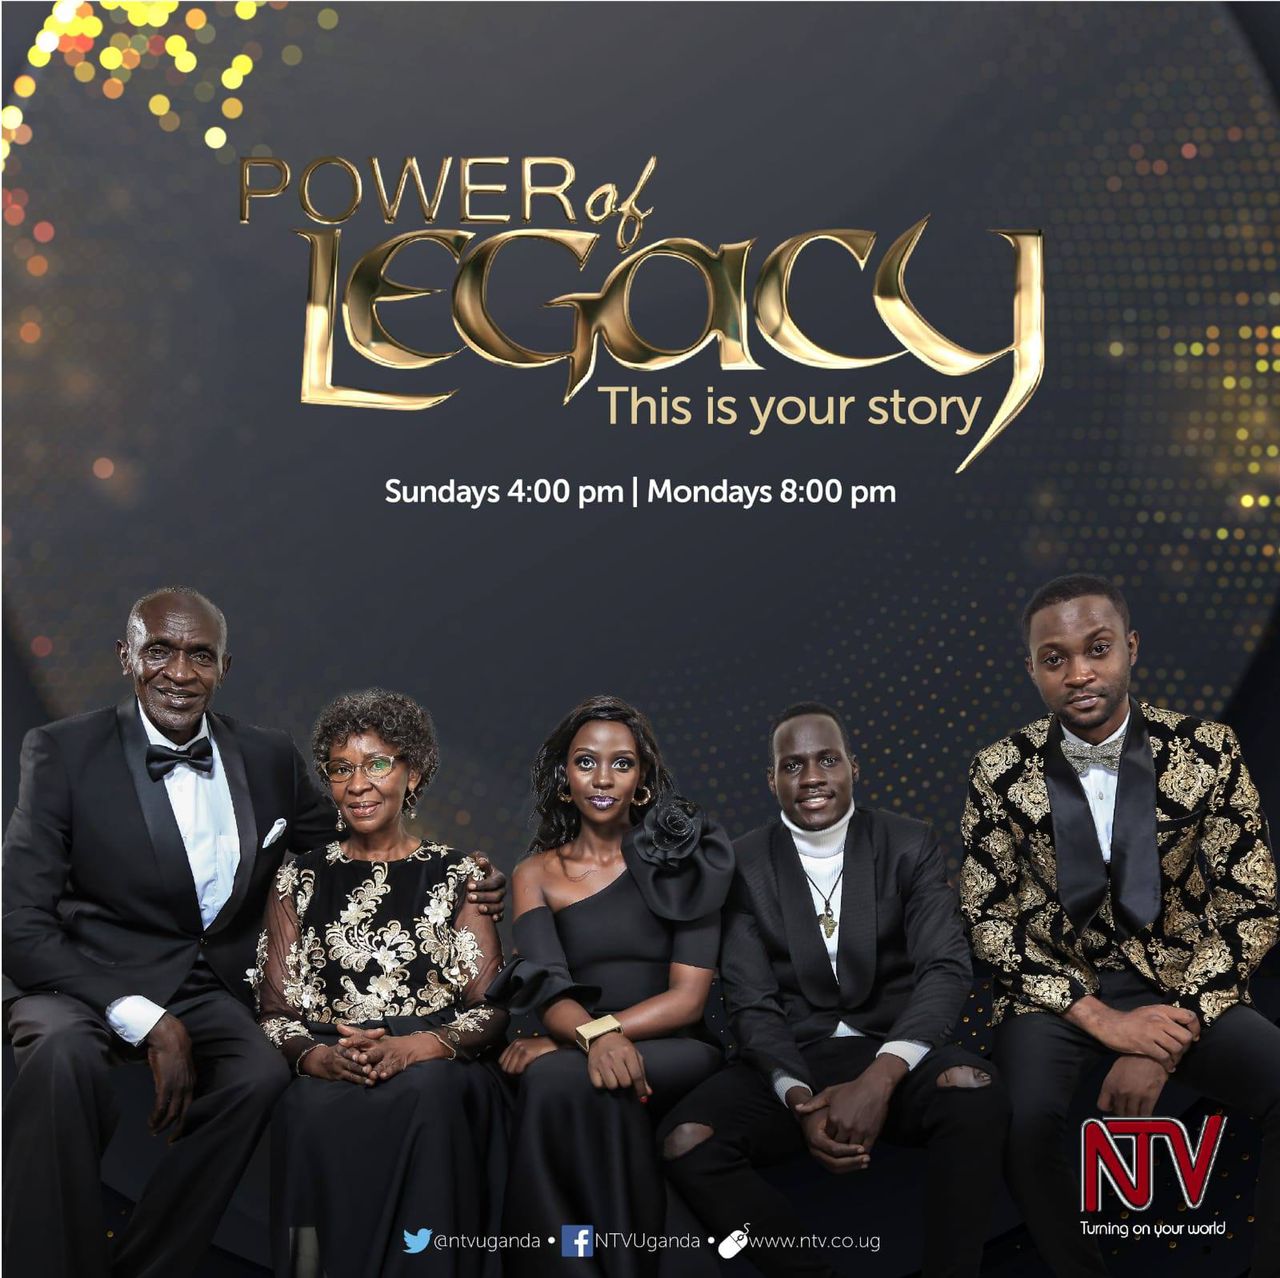 POWER of
LEGACY
This is your story
Sundays 4:00 pm | Mondays 8:00 pm
NTV
Turning on your world
@ntvuganda • NTVUganda • www.ntv.co.ug